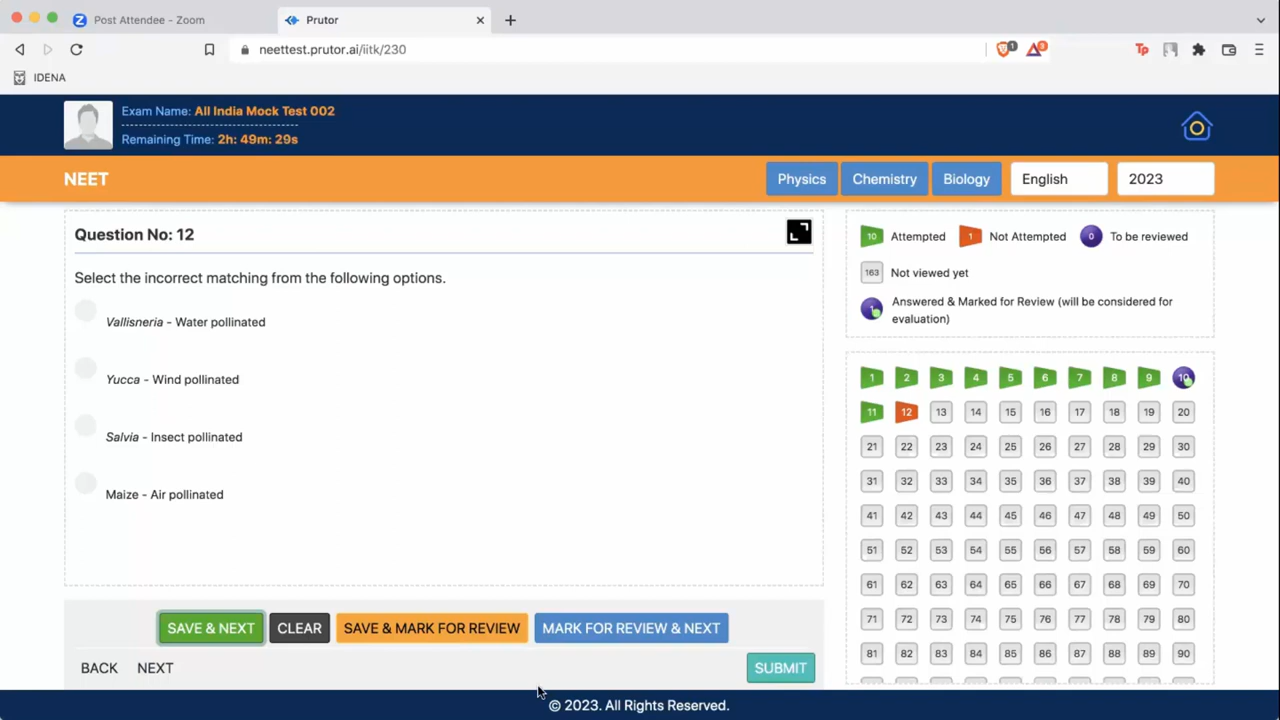 Post Attendee - Zoom
Prutor
neettest.prutor.ai/iitk/230
1
3
Tp
IDENA
Exam Name: All India Mock Test 002
Remaining Time: 2h: 49m: 29s
NEET
Physics
Chemistry
Biology
English
2023
Question No: 12
Select the incorrect matching from the following options.
Vallisneria - Water pollinated
Yucca - Wind pollinated
Salvia - Insect pollinated
Maize - Air pollinated
SAVE & NEXT
CLEAR
SAVE & MARK FOR REVIEW
MARK FOR REVIEW & NEXT
BACK
NEXT
SUBMIT
10 Attempted
1 Not Attempted
0 To be reviewed
163 Not viewed yet
1 Answered & Marked for Review (will be considered for
evaluation)
1 2 3 4 5 6 7 8 9 10
11 12 13 14 15 16 17 18 19 20
21 22 23 24 25 26 27 28 29 30
31 32 33 34 35 36 37 38 39 40
41 42 43 44 45 46 47 48 49 50
51 52 53 54 55 56 57 58 59 60
61 62 63 64 65 66 67 68 69 70
71 72 73 74 75 76 77 78 79 80
81 82 83 84 85 86 87 88 89 90
© 2023. All Rights Reserved.